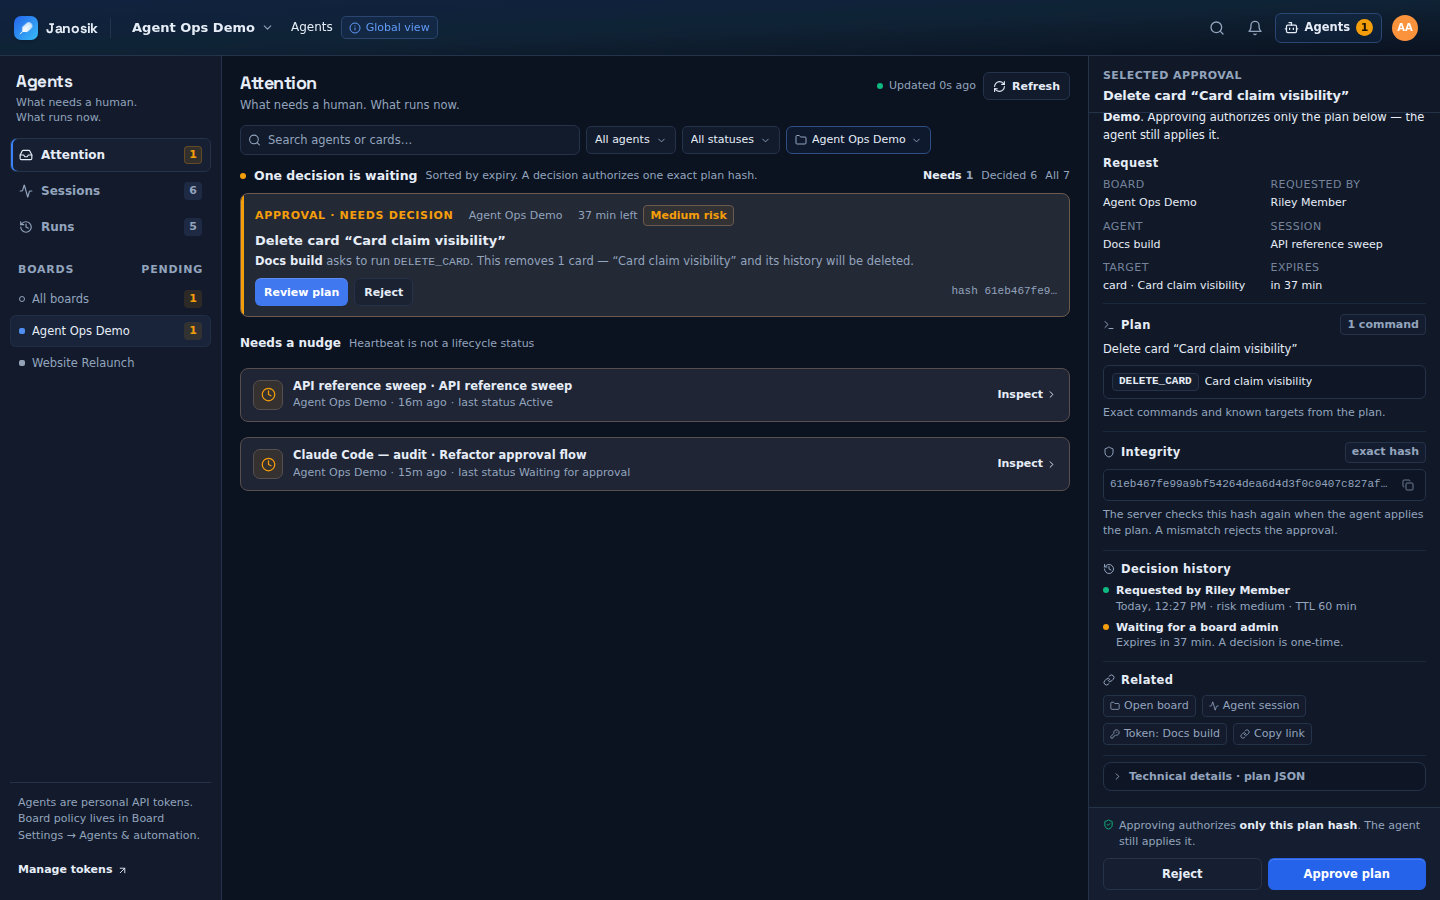 Janosik
Agent Ops Demo
Agents
Global view
Agents 1
AA
Agents
What needs a human.
What runs now.
Attention 1
Sessions 6
Runs 5
BOARDS PENDING
All boards 1
Agent Ops Demo 1
Website Relaunch
Agents are personal API tokens.
Board policy lives in Board
Settings → Agents & automation.
Manage tokens
Attention
What needs a human. What runs now.
Updated 0s ago
Refresh
Search agents or cards…
All agents
All statuses
Agent Ops Demo
One decision is waiting Sorted by expiry. A decision authorizes one exact plan hash.
Needs 1 Decided 6 All 7
APPROVAL · NEEDS DECISION Agent Ops Demo 37 min left Medium risk
Delete card “Card claim visibility”
Docs build asks to run DELETE_CARD. This removes 1 card — “Card claim visibility” and its history will be deleted.
Review plan Reject hash 61eb467fe9…
Needs a nudge Heartbeat is not a lifecycle status
API reference sweep · API reference sweep
Agent Ops Demo · 16m ago · last status Active
Inspect
Claude Code — audit · Refactor approval flow
Agent Ops Demo · 15m ago · last status Waiting for approval
Inspect
SELECTED APPROVAL
Delete card “Card claim visibility”
Demo. Approving authorizes only the plan below — the
agent still applies it.
Request
BOARD REQUESTED BY
Agent Ops Demo Riley Member
AGENT SESSION
Docs build API reference sweep
TARGET EXPIRES
card · Card claim visibility in 37 min
Plan 1 command
Delete card “Card claim visibility”
DELETE_CARD Card claim visibility
Exact commands and known targets from the plan.
Integrity exact hash
61eb467fe99a9bf54264dea6d4d3f0c0407c827af…
The server checks this hash again when the agent applies
the plan. A mismatch rejects the approval.
Decision history
Requested by Riley Member
Today, 12:27 PM · risk medium · TTL 60 min
Waiting for a board admin
Expires in 37 min. A decision is one-time.
Related
Open board Agent session
Token: Docs build Copy link
Technical details · plan JSON
Approving authorizes only this plan hash. The agent
still applies it.
Reject Approve plan